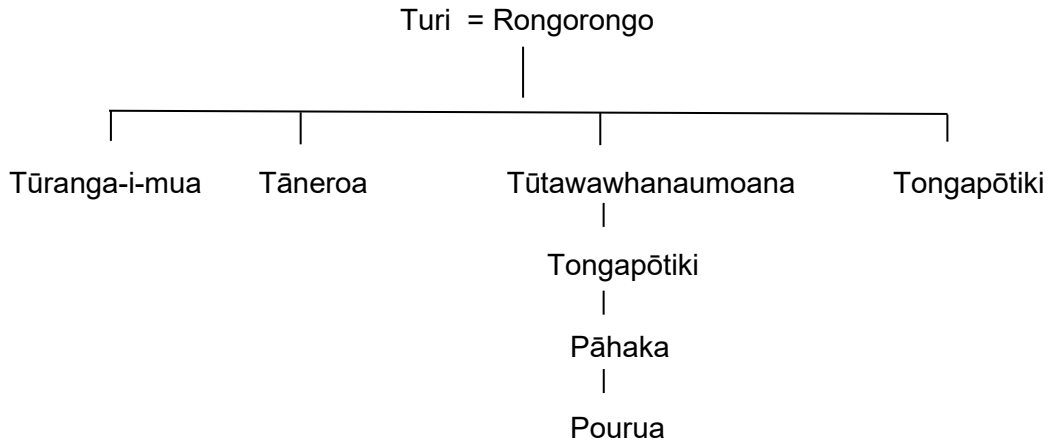 Turi = Rongorongo
Tūranga-i-mua Tāneroa Tūtawawhanaumoana Tongapōtiki
Tongapōtiki
Pāhaka
Pourua